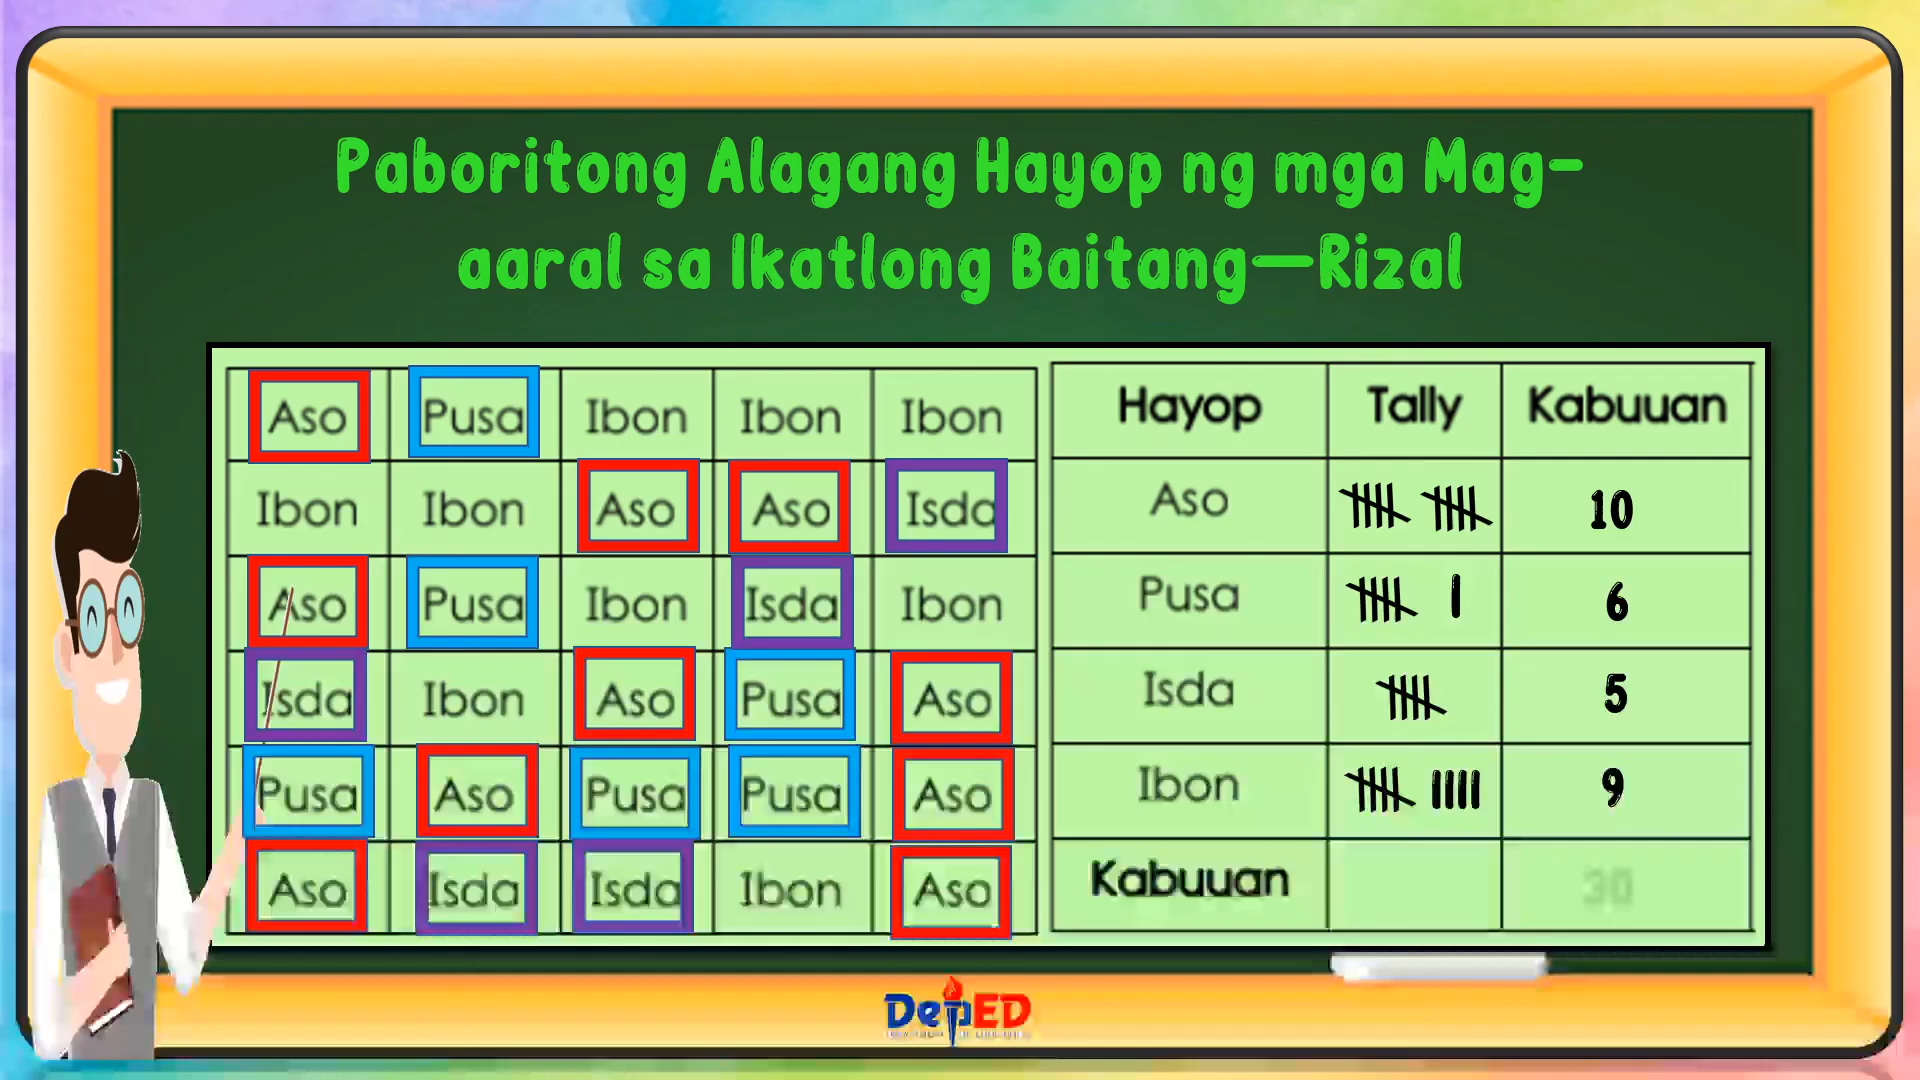 Paboritong Alagang Hayop ng mga Mag-
aaral sa Ikatlong Baitang—Rizal
Aso Pusa Ibon Ibon Ibon
Ibon Ibon Aso Aso Isda
Aso Pusa Ibon Isda Ibon
Isda Ibon Aso Pusa Aso
Pusa Aso Pusa Pusa Aso
Aso Isda Isda Ibon Aso
Hayop Tally Kabuuan
Aso 10
Pusa 6
Isda 5
Ibon 9
Kabuuan 30
DepED